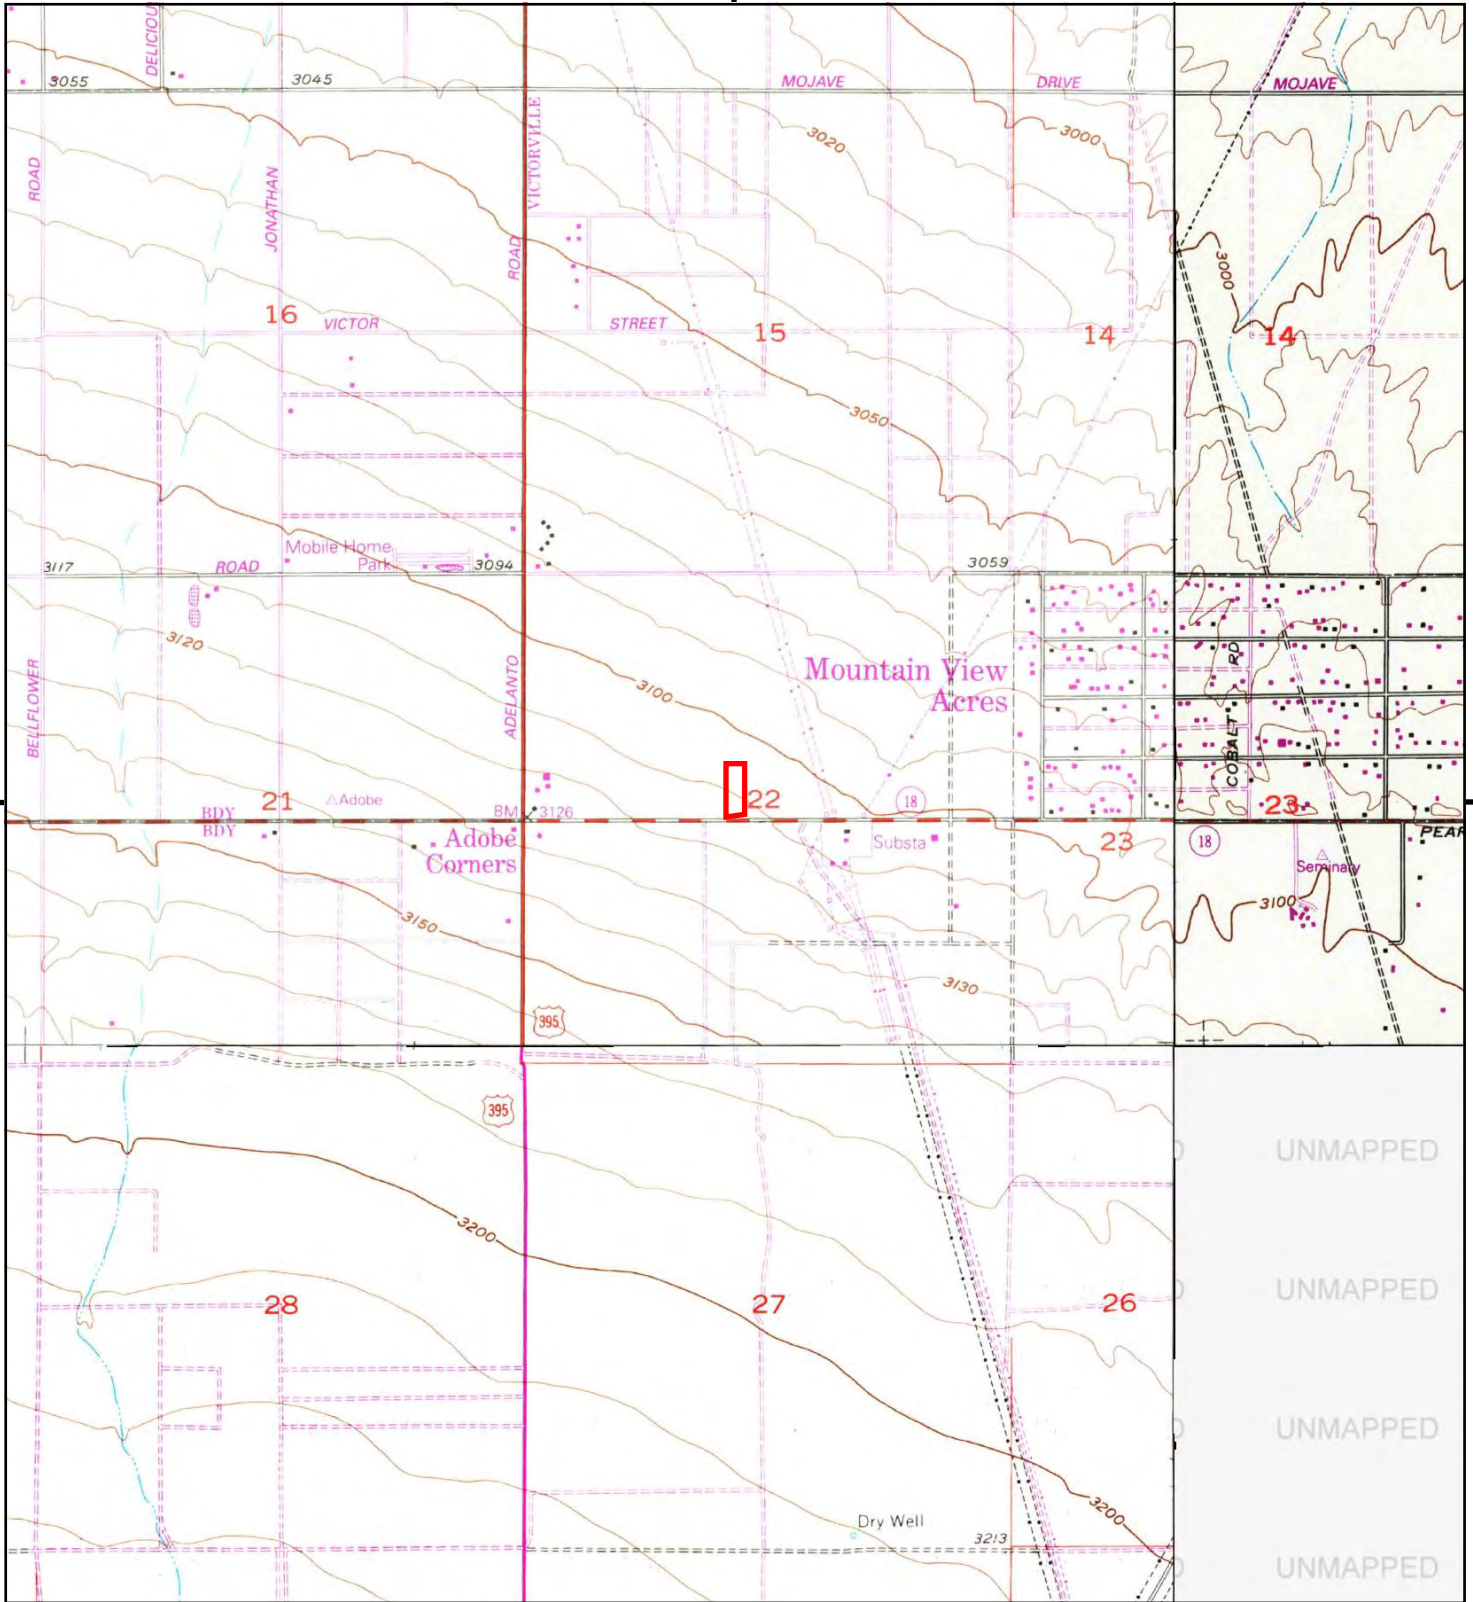 DELICIOU
3055
3045
MOJAVE
DRIVE
MOJAVE
VICTORVILLE
3020
3000
ROAD
JONATHAN
ROAD
3000
16
VICTOR
STREET
15
14
14
3050
Mobile Home
Park
3117
ROAD
3094
3059
3120
BELLFLOWER
ADELANTO
3100
Mountain View
Acres
COBALT RD
21
Adobe
BM
3126
22
18
23
BDY
BDY
Adobe
Corners
Substa
23
18
PEAR
Seminary
3150
3100
3130
395
395
UNMAPPED
3200
UNMAPPED
28
27
26
UNMAPPED
3200
Dry Well
3213
UNMAPPED